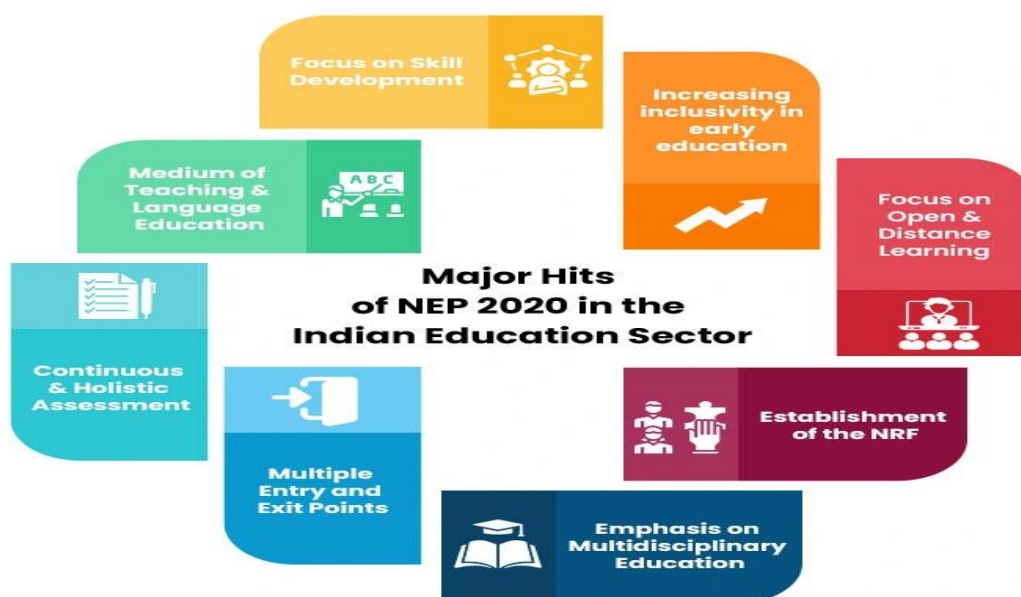 Focus on Skill
Development
Increasing
inclusivity in
early
education
Medium of
Teaching &
Language
Education
A B C
Focus on
Open &
Distance
Learning
Major Hits
of NEP 2020 in the
Indian Education Sector
Continuous
& Holistic
Assessment
Establishment
of the NRF
Multiple
Entry and
Exit Points
Emphasis on
Multidisciplinary
Education